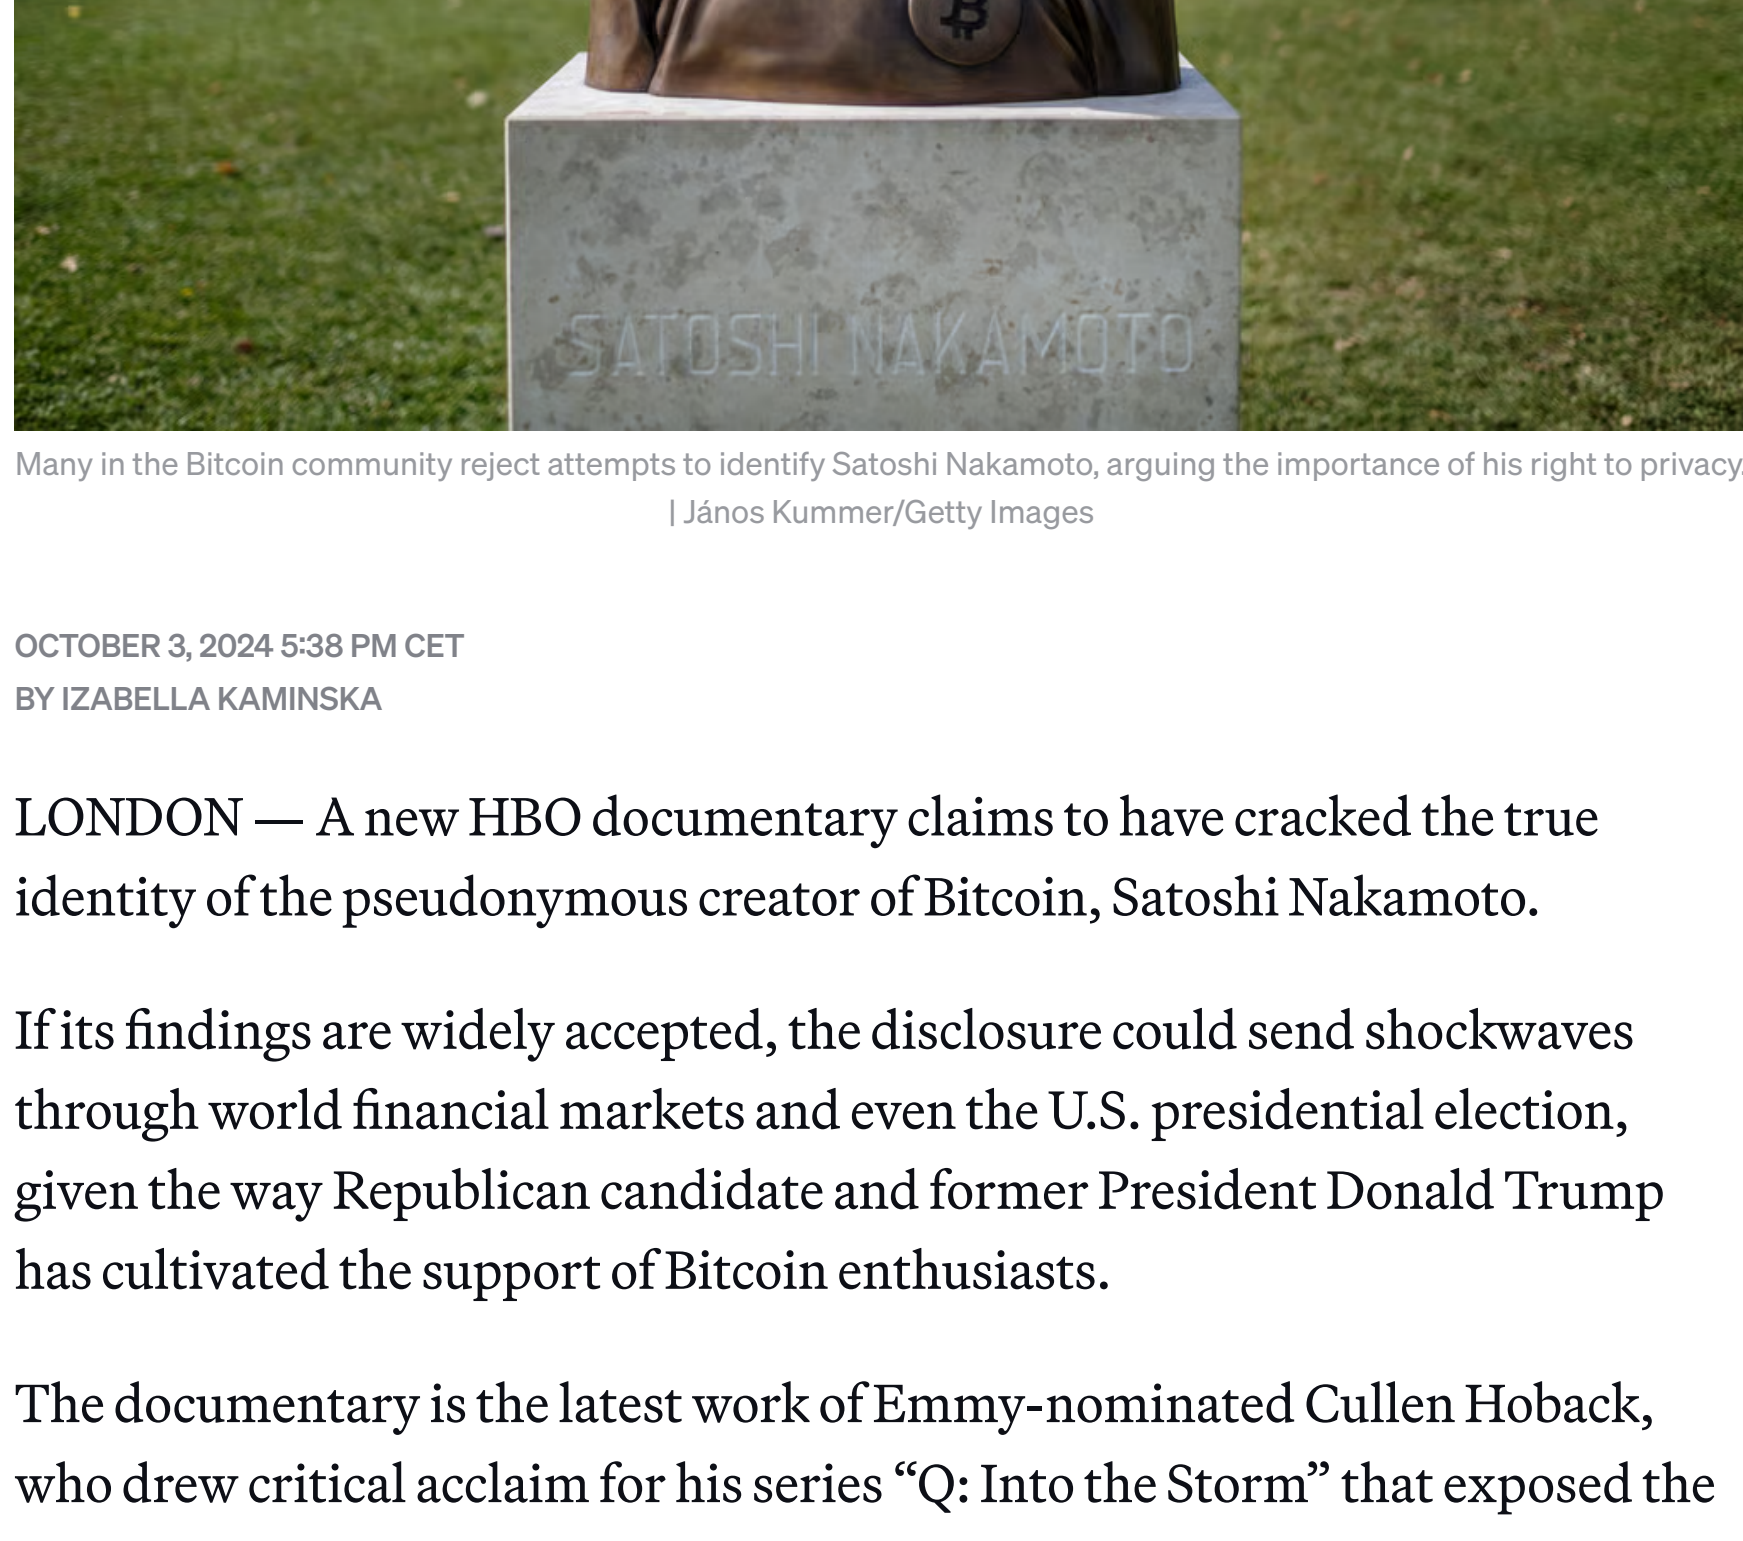 SATOSHI NAKAMOTO
Many in the Bitcoin community reject attempts to identify Satoshi Nakamoto, arguing the importance of his right to privacy.
| János Kummer/Getty Images
OCTOBER 3, 2024 5:38 PM CET
BY IZABELLA KAMINSKA
LONDON — A new HBO documentary claims to have cracked the true
identity of the pseudonymous creator of Bitcoin, Satoshi Nakamoto.
If its findings are widely accepted, the disclosure could send shockwaves
through world financial markets and even the U.S. presidential election,
given the way Republican candidate and former President Donald Trump
has cultivated the support of Bitcoin enthusiasts.
The documentary is the latest work of Emmy-nominated Cullen Hoback,
who drew critical acclaim for his series “Q: Into the Storm” that exposed the